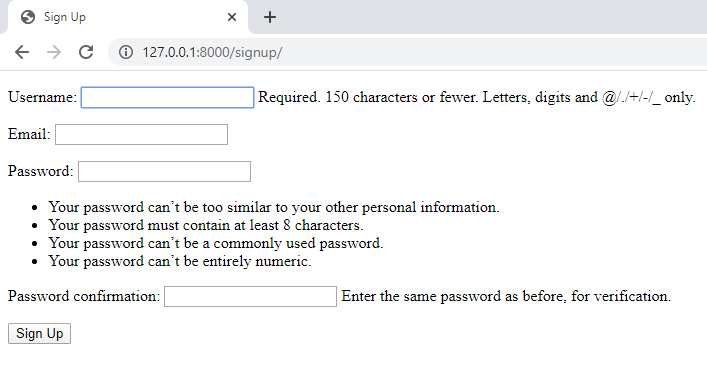 Sign Up
127.0.0.1:8000/signup/
Username: Required. 150 characters or fewer. Letters, digits and @/./+/-/_ only.
Email:
Password:
Your password can’t be too similar to your other personal information.
Your password must contain at least 8 characters.
Your password can’t be a commonly used password.
Your password can’t be entirely numeric.
Password confirmation: Enter the same password as before, for verification.
Sign Up